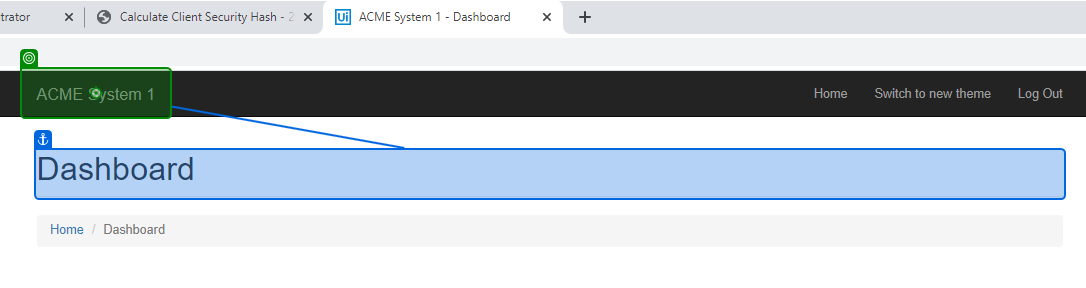 trator × Calculate Client Security Hash - 2 × Ui ACME System 1 - Dashboard × +
ACME System 1 Home Switch to new theme Log Out
Dashboard
Home / Dashboard